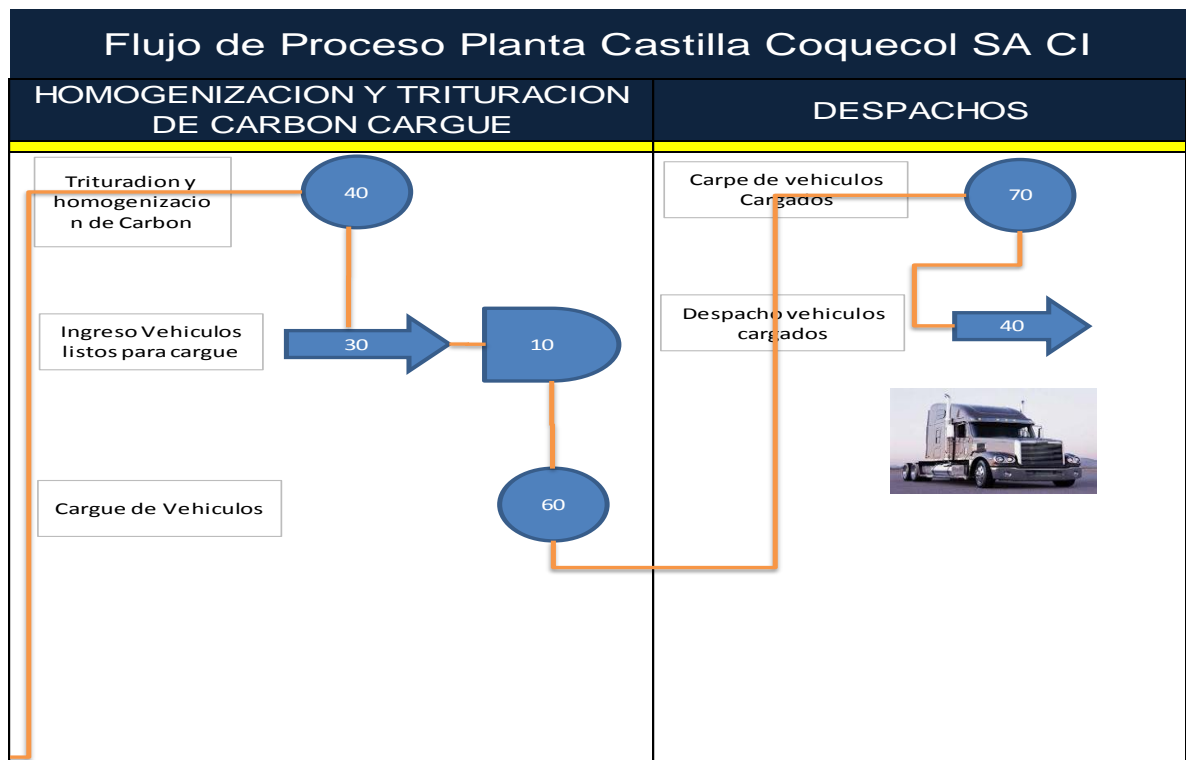 Flujo de Proceso Planta Castilla Coquecol SA CI
HOMOGENIZACION Y TRITURACION
DE CARBON CARGUE
DESPACHOS
Trituradion y
homogenizacio
n de Carbon
40
Ingreso Vehiculos
listos para cargue
30
10
Cargue de Vehiculos
60
Carpe de vehiculos
Cargados
70
Despacho vehiculos
cargados
40